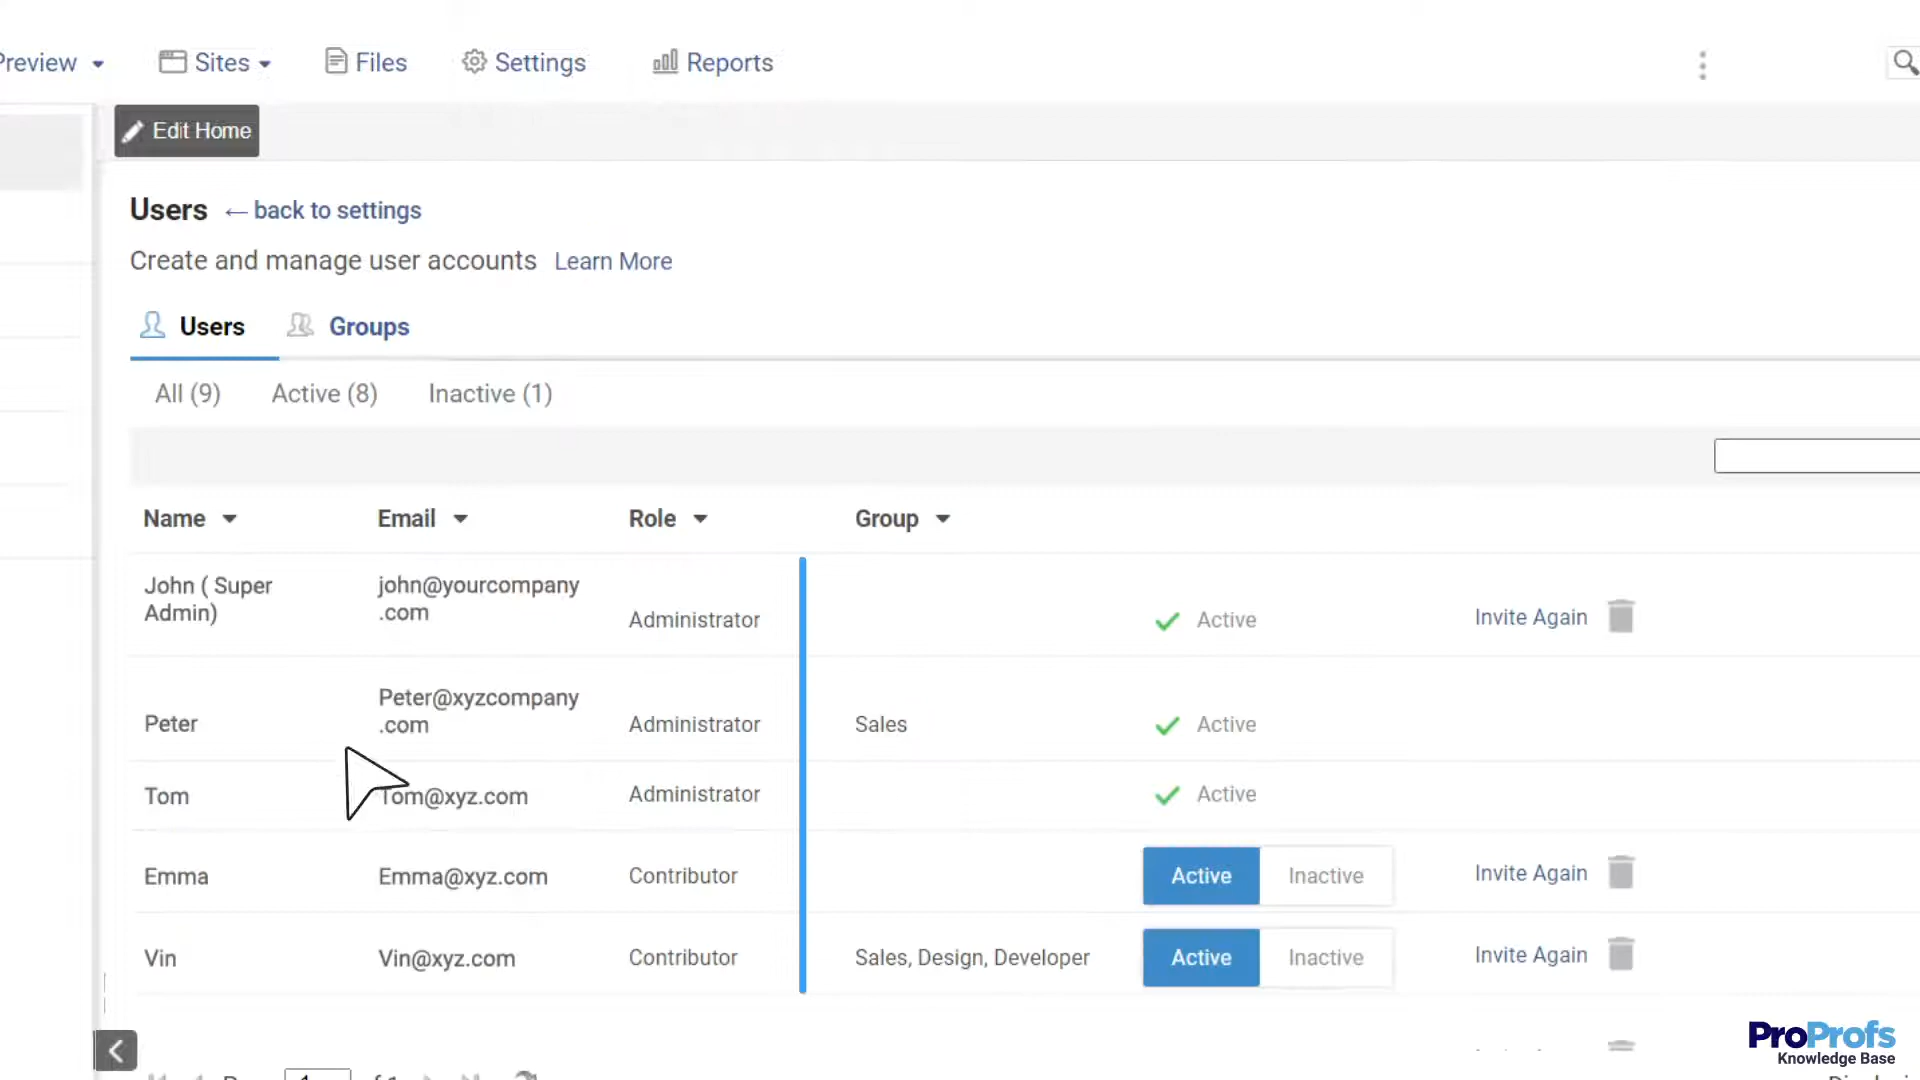 Preview Sites Files Settings Reports
Edit Home
Users ← back to settings
Create and manage user accounts Learn More
Users Groups
All (9) Active (8) Inactive (1)
Name Email Role Group
John ( Super
Admin)
john@yourcompany
.com
Administrator
Active
Invite Again
Peter
Peter@xyzcompany
.com
Administrator
Sales
Active
Tom
Tom@xyz.com
Administrator
Active
Emma
Emma@xyz.com
Contributor
Active Inactive
Invite Again
Vin
Vin@xyz.com
Contributor
Sales, Design, Developer
Active Inactive
Invite Again
ProProfs
Knowledge Base